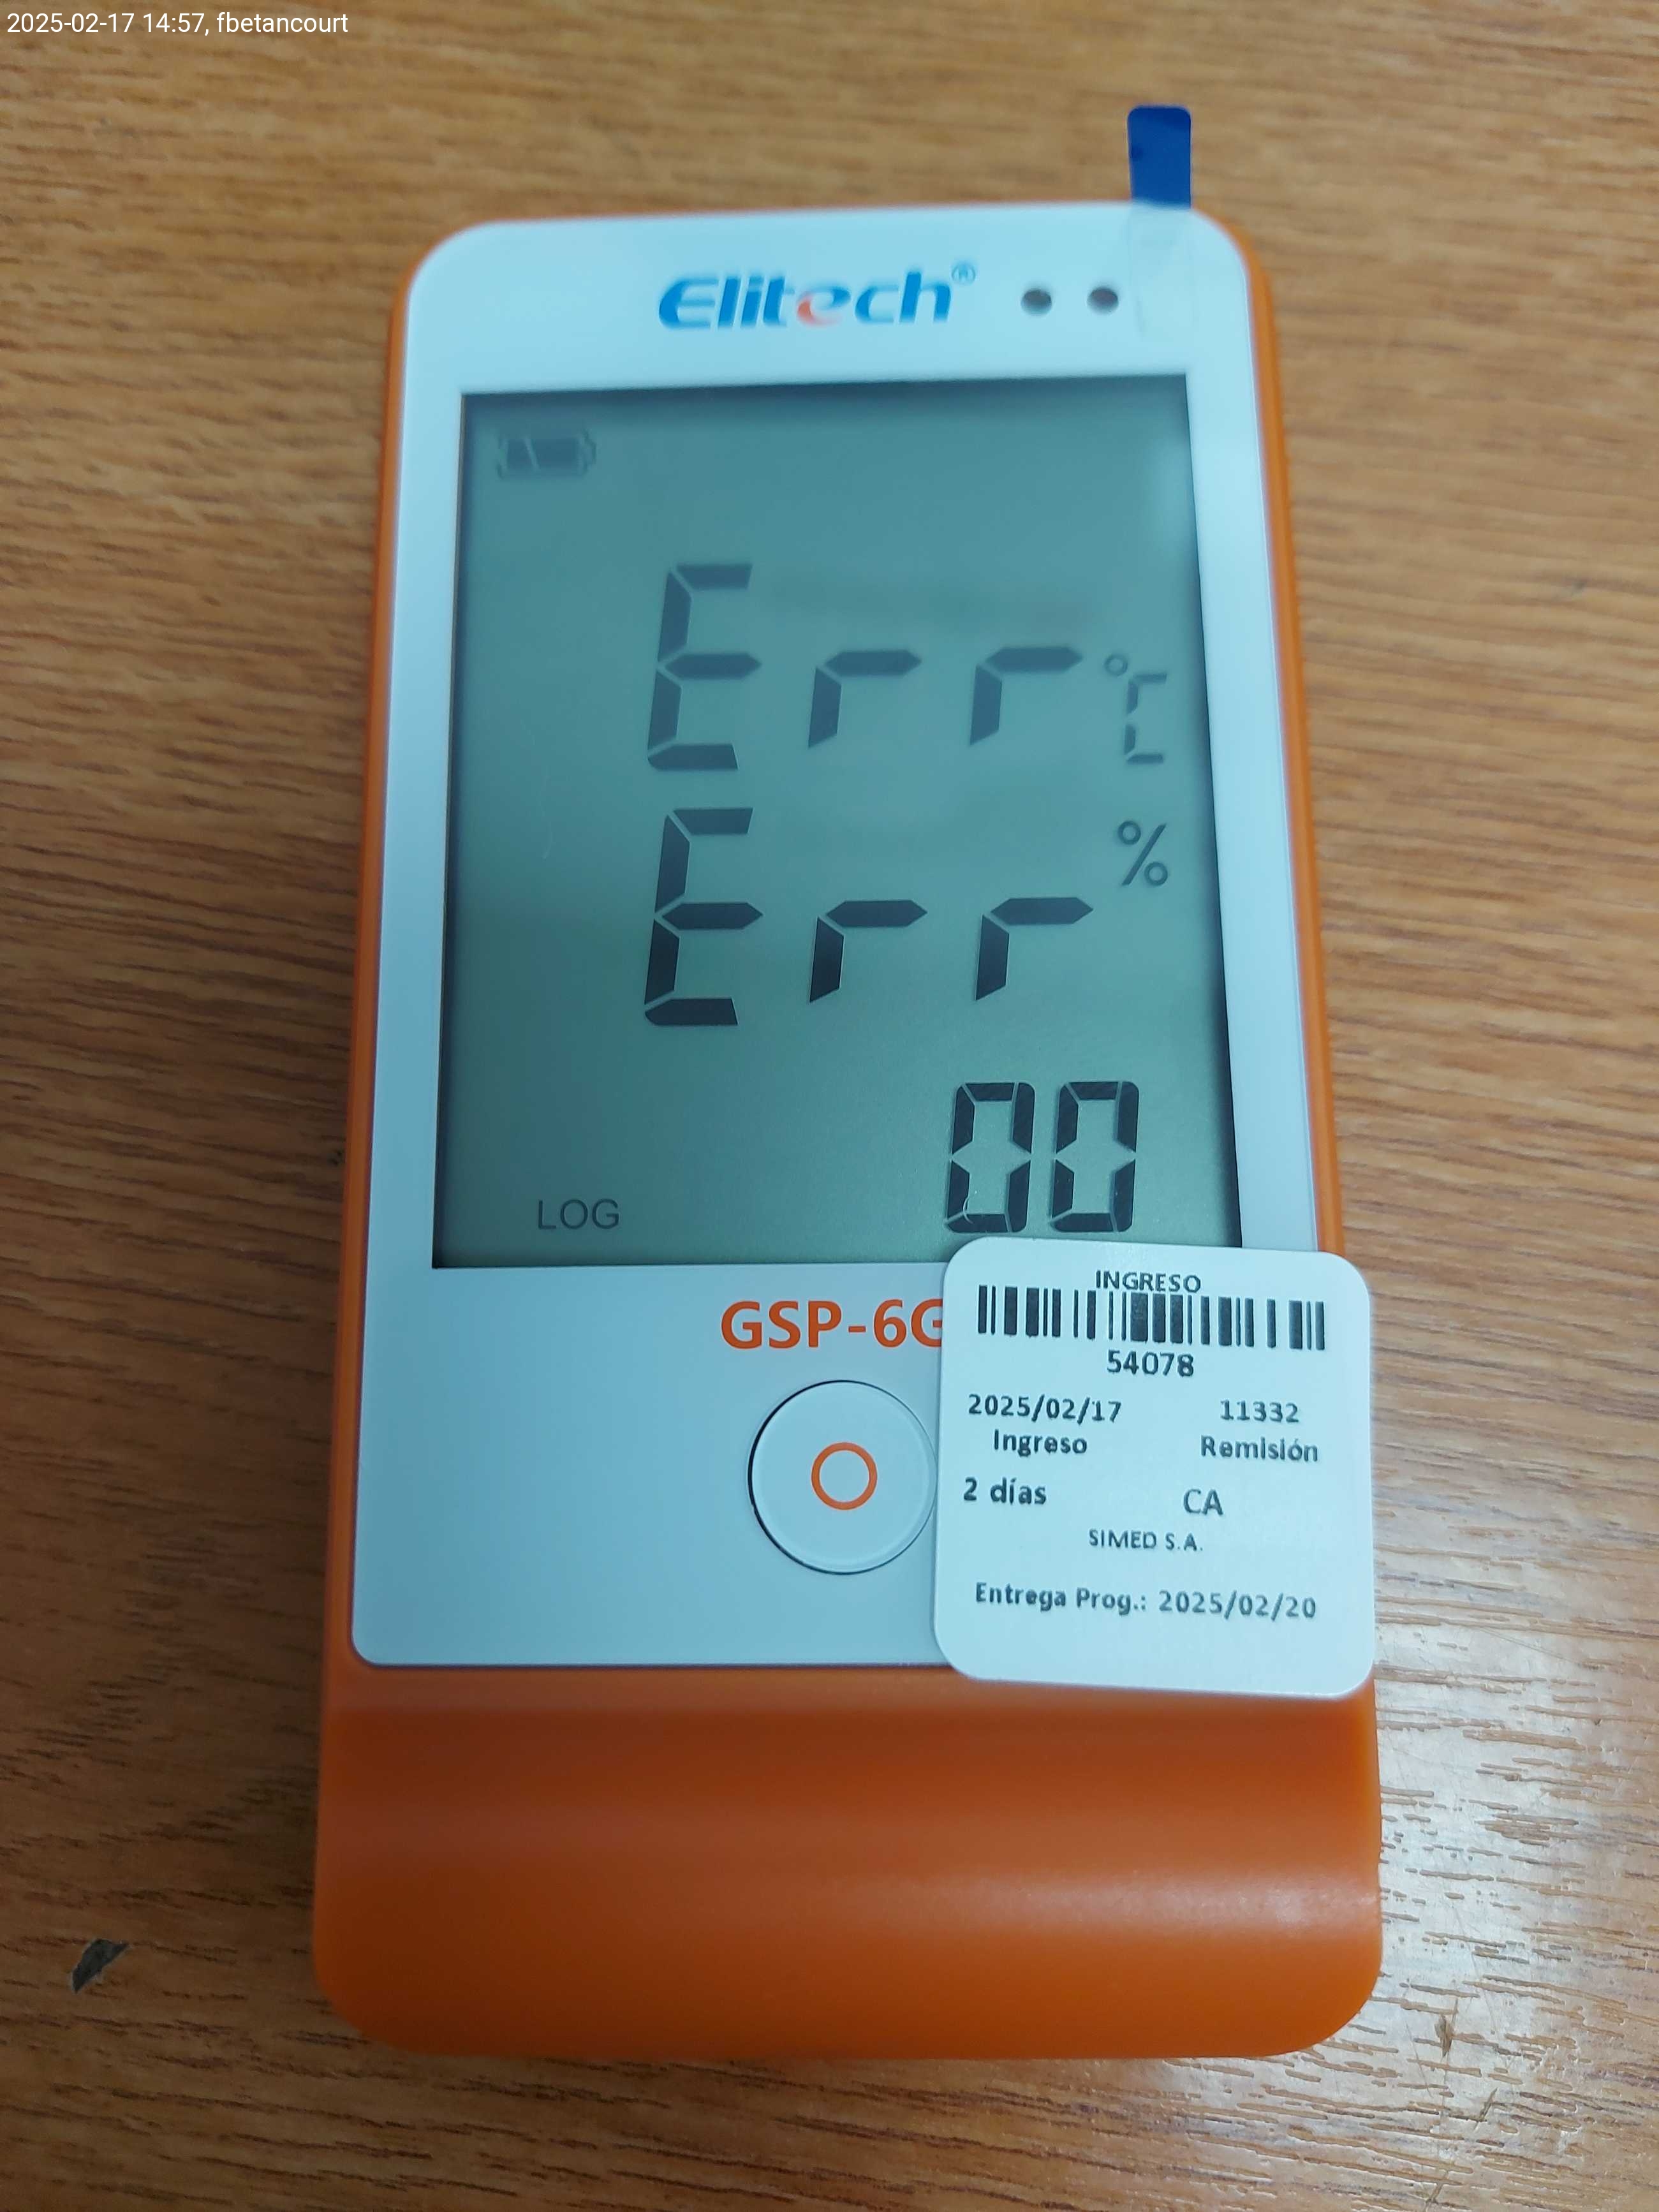 2025-02-17 14:57, fbetancourt
Elitech®
Err °C
Err %
00
LOG
GSP-6G
INGRESO
54078
2025/02/17 11332
Ingreso Remisión
2 días CA
SIMED S.A.
Entrega Prog.: 2025/02/20